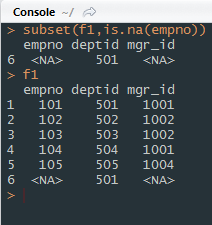 Console ~/
> subset(f1,is.na(empno))
empno deptid mgr_id
6 <NA> 501 <NA>
> f1
empno deptid mgr_id
1 101 501 1001
2 102 502 1002
3 103 503 1002
4 104 504 1001
5 105 505 1004
6 <NA> 501 <NA>
>